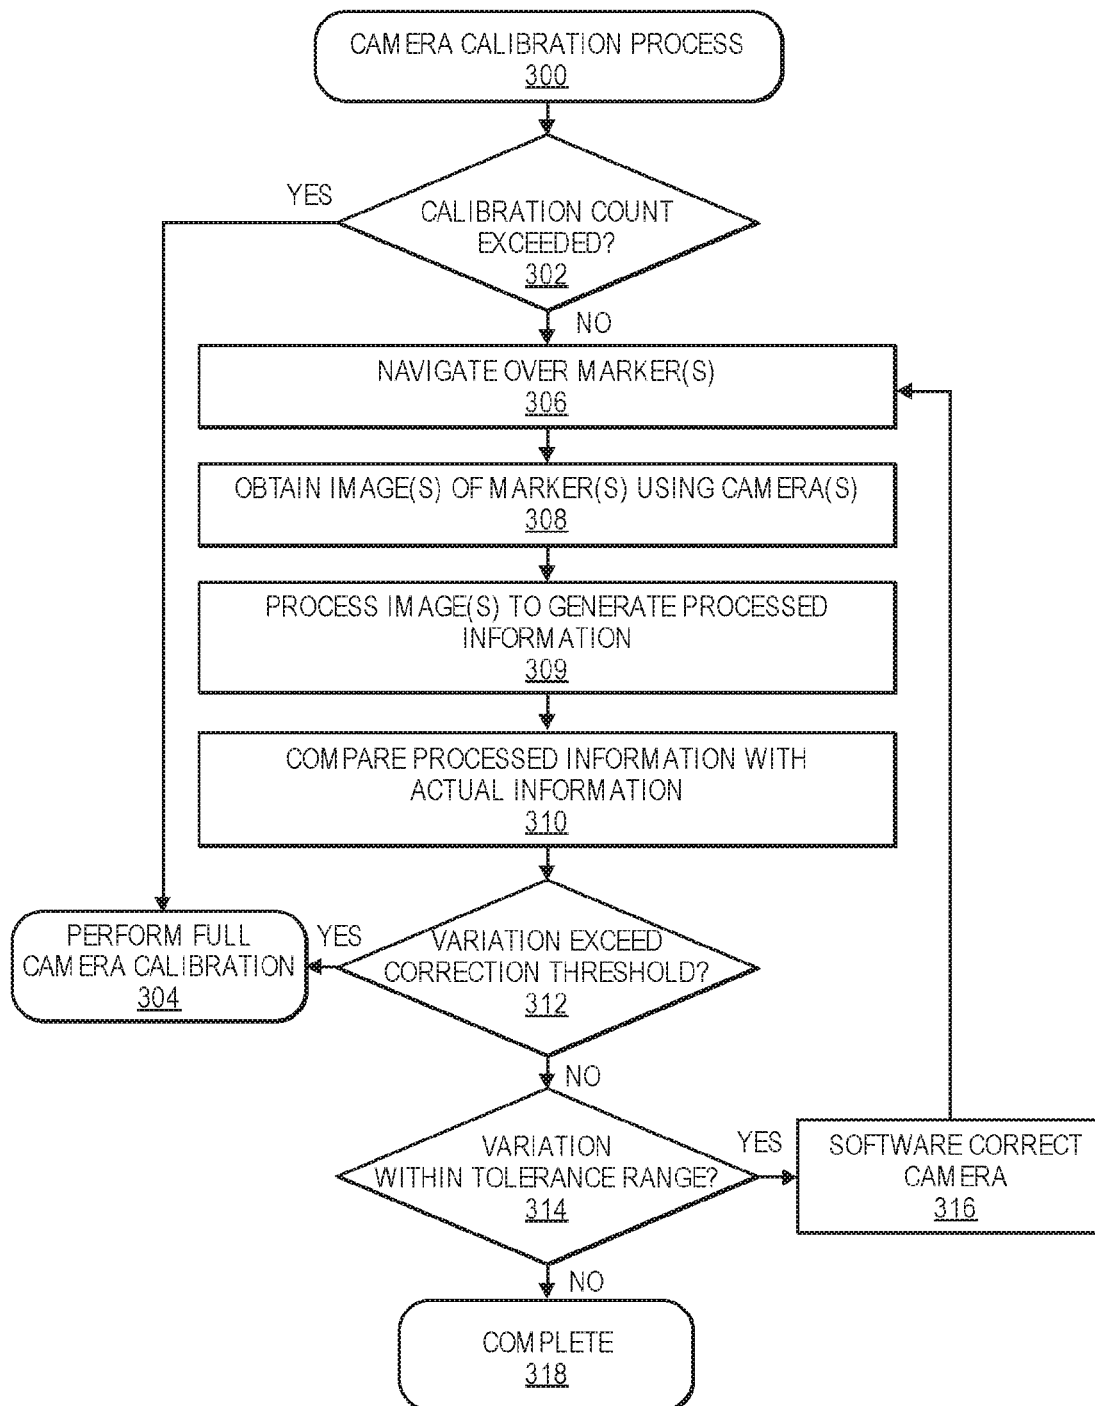 CAMERA CALIBRATION PROCESS
300
YES
CALIBRATION COUNT
EXCEEDED?
302
NO
NAVIGATE OVER MARKER(S)
306
OBTAIN IMAGE(S) OF MARKER(S) USING CAMERA(S)
308
PROCESS IMAGE(S) TO GENERATE PROCESSED
INFORMATION
309
COMPARE PROCESSED INFORMATION WITH
ACTUAL INFORMATION
310
PERFORM FULL
CAMERA CALIBRATION
304
YES
VARIATION EXCEED
CORRECTION THRESHOLD?
312
NO
VARIATION
WITHIN TOLERANCE RANGE?
314
YES
SOFTWARE CORRECT
CAMERA
316
NO
COMPLETE
318